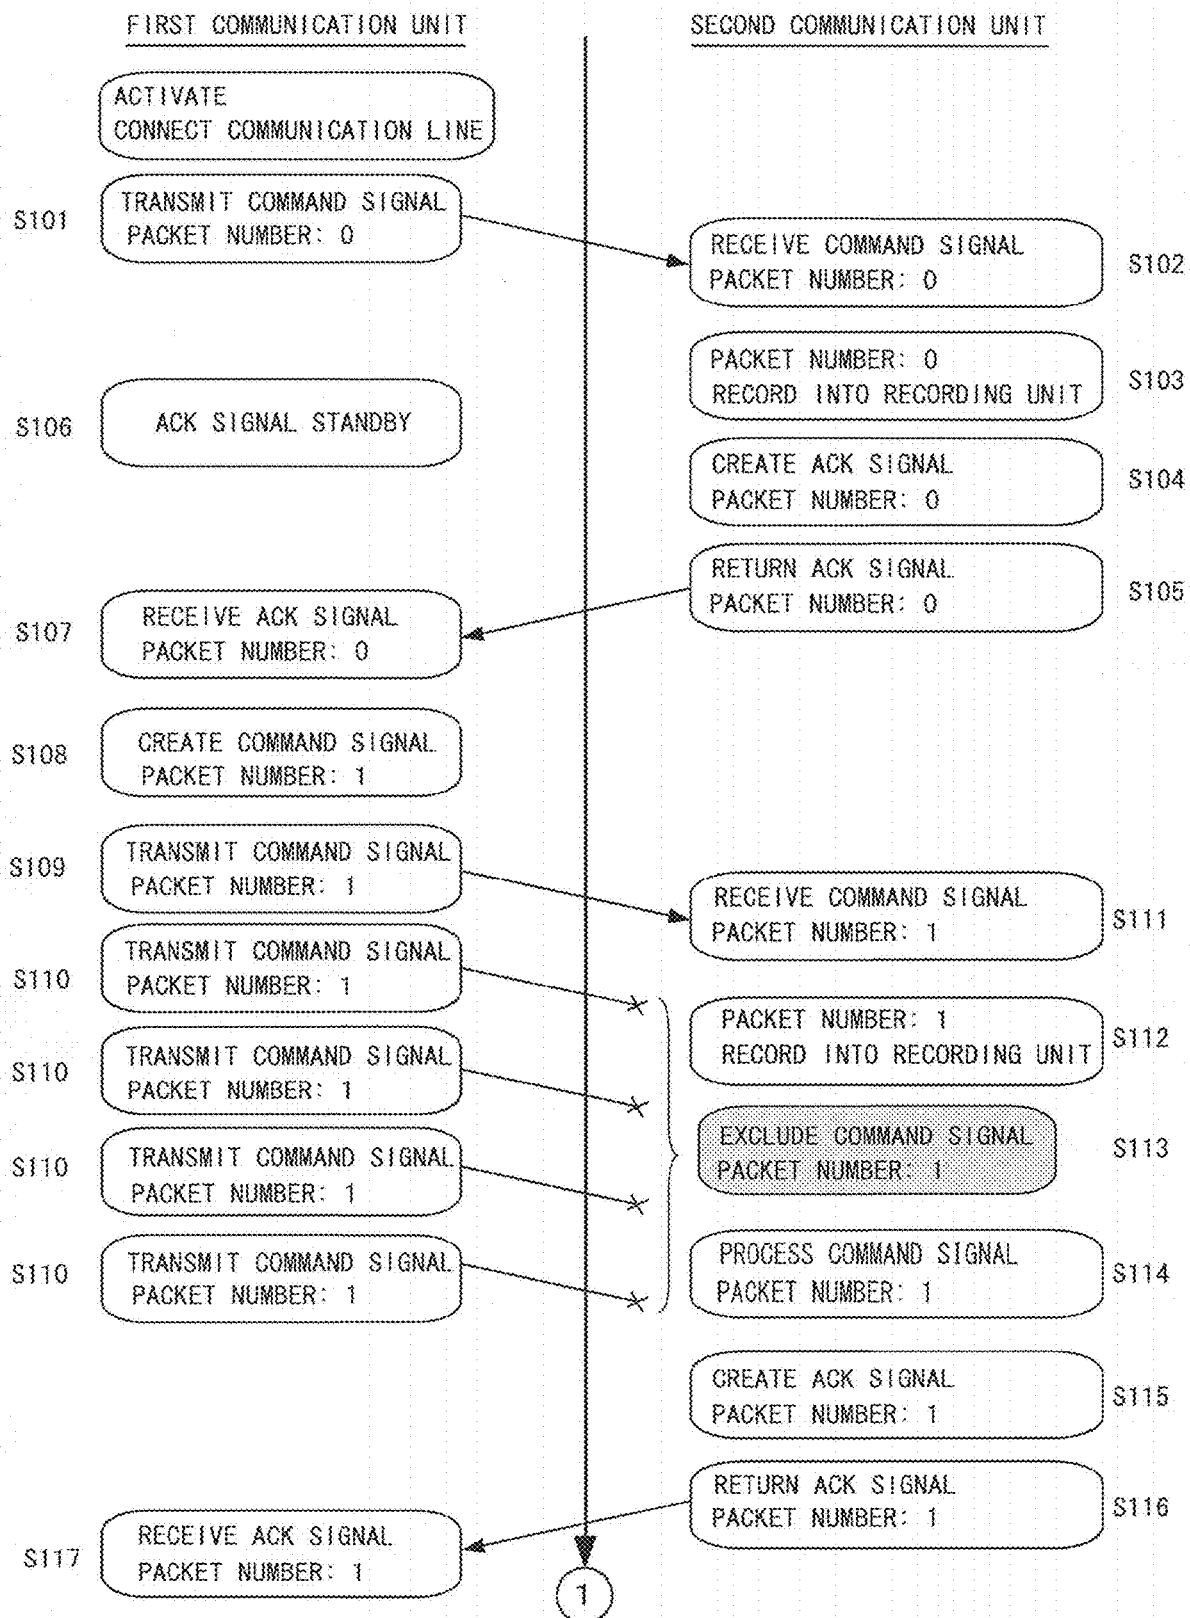 FIRST COMMUNICATION UNIT
SECOND COMMUNICATION UNIT
ACTIVATE
CONNECT COMMUNICATION LINE
S101
TRANSMIT COMMAND SIGNAL
PACKET NUMBER: 0
RECEIVE COMMAND SIGNAL
PACKET NUMBER: 0
S102
PACKET NUMBER: 0
RECORD INTO RECORDING UNIT
S103
S106
ACK SIGNAL STANDBY
CREATE ACK SIGNAL
PACKET NUMBER: 0
S104
RETURN ACK SIGNAL
PACKET NUMBER: 0
S105
S107
RECEIVE ACK SIGNAL
PACKET NUMBER: 0
S108
CREATE COMMAND SIGNAL
PACKET NUMBER: 1
S109
TRANSMIT COMMAND SIGNAL
PACKET NUMBER: 1
RECEIVE COMMAND SIGNAL
PACKET NUMBER: 1
S111
S110
TRANSMIT COMMAND SIGNAL
PACKET NUMBER: 1
PACKET NUMBER: 1
RECORD INTO RECORDING UNIT
S112
S110
TRANSMIT COMMAND SIGNAL
PACKET NUMBER: 1
EXCLUDE COMMAND SIGNAL
PACKET NUMBER: 1
S113
S110
TRANSMIT COMMAND SIGNAL
PACKET NUMBER: 1
S110
TRANSMIT COMMAND SIGNAL
PACKET NUMBER: 1
PROCESS COMMAND SIGNAL
PACKET NUMBER: 1
S114
CREATE ACK SIGNAL
PACKET NUMBER: 1
S115
RETURN ACK SIGNAL
PACKET NUMBER: 1
S116
S117
RECEIVE ACK SIGNAL
PACKET NUMBER: 1
1